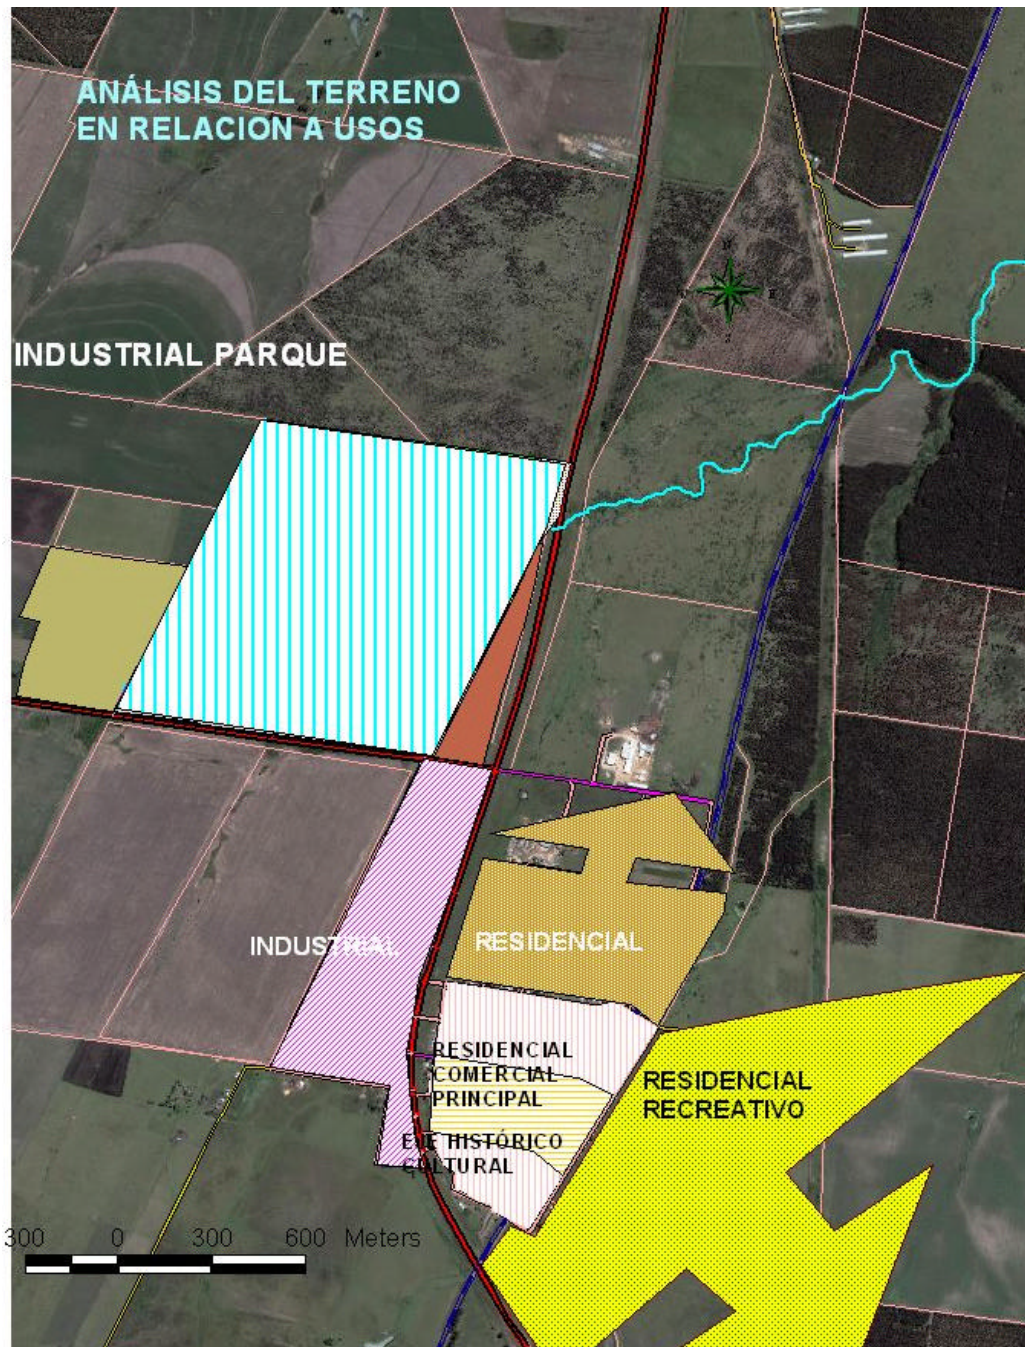 ANÁLISIS DEL TERRENO
EN RELACION A USOS
INDUSTRIAL PARQUE
INDUSTRIAL
RESIDENCIAL
RESIDENCIAL
COMERCIAL
PRINCIPAL
RESIDENCIAL
RECREATIVO
EJE HISTÓRICO
CULTURAL
300 0 300 600 Meters